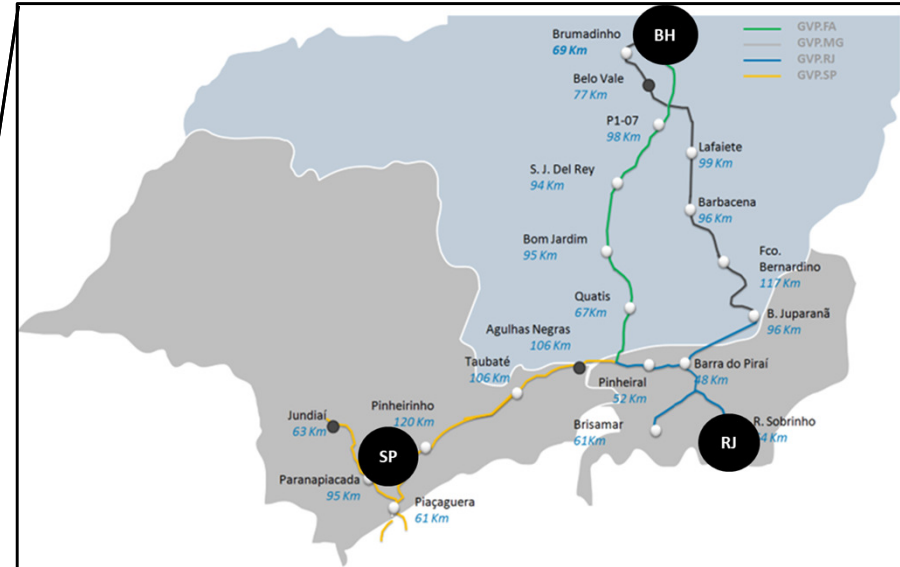 BH
GVP.FA
GVP.MG
GVP.RJ
GVP.SP
Brumadinho
69 Km
Belo Vale
77 Km
P1-07
98 Km
Lafaiete
99 Km
S. J. Del Rey
94 Km
Barbacena
96 Km
Bom Jardim
95 Km
Fco.
Bernardino
117 Km
Quatis
67Km
B. Juparanã
96 Km
Agulhas Negras
106 Km
Taubaté
106 Km
Barra do Piraí
48 Km
Pinheiral
52 Km
Pinheirinho
120 Km
Jundiaí
63 Km
Brisamar
61Km
R. Sobrinho
4 Km
RJ
SP
Paranapiacada
95 Km
Piaçaguera
61 Km